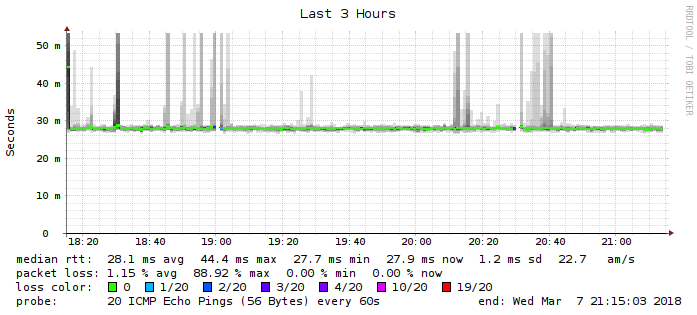 Last 3 Hours
RRDTOOL / TOBI OETIKER
Seconds
50 m
40 m
30 m
20 m
10 m
0
18:20 18:40 19:00 19:20 19:40 20:00 20:20 20:40 21:00
median rtt: 28.1 ms avg 44.4 ms max 27.7 ms min 27.9 ms now 1.2 ms sd 22.7 am/s
packet loss: 1.15 % avg 88.92 % max 0.00 % min 0.00 % now
loss color: 0 1/20 2/20 3/20 4/20 10/20 19/20
probe: 20 ICMP Echo Pings (56 Bytes) every 60s end: Wed Mar 7 21:15:03 2018